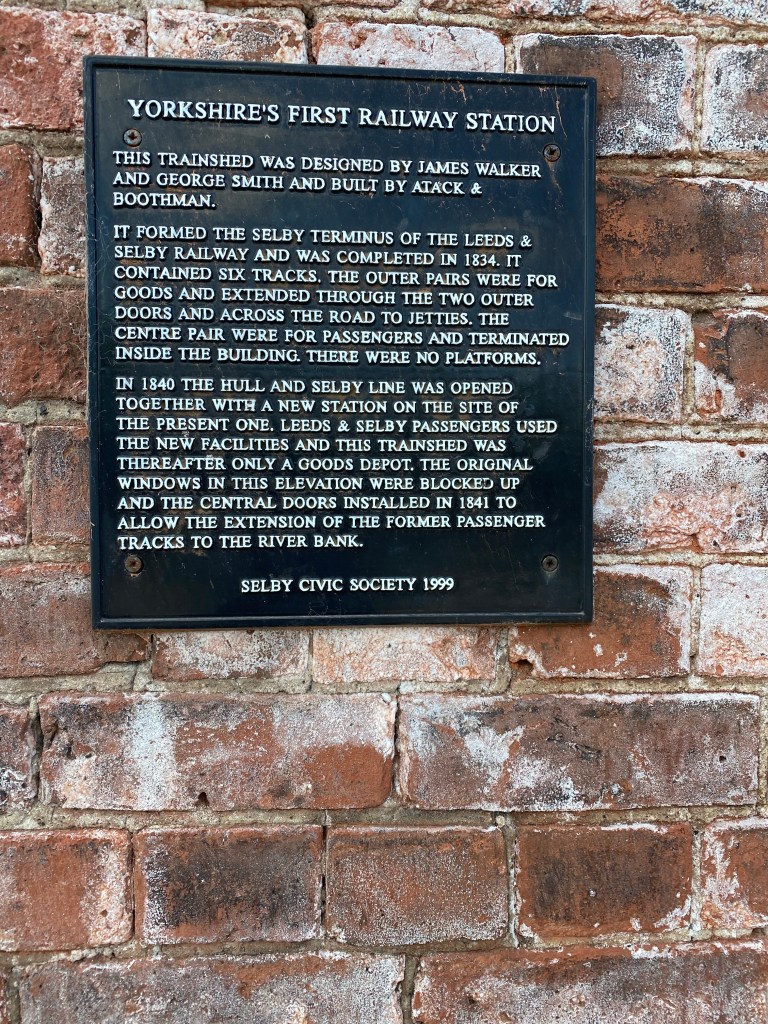 YORKSHIRE'S FIRST RAILWAY STATION
THIS TRAINSHED WAS DESIGNED BY JAMES WALKER
AND GEORGE SMITH AND BUILT BY ATACK &
BOOTHMAN.
IT FORMED THE SELBY TERMINUS OF THE LEEDS &
SELBY RAILWAY AND WAS COMPLETED IN 1834. IT
CONTAINED SIX TRACKS. THE OUTER PAIRS WERE FOR
GOODS AND EXTENDED THROUGH THE TWO OUTER
DOORS AND ACROSS THE ROAD TO JETTIES. THE
CENTRE PAIR WERE FOR PASSENGERS AND TERMINATED
INSIDE THE BUILDING. THERE WERE NO PLATFORMS.
IN 1840 THE HULL AND SELBY LINE WAS OPENED
TOGETHER WITH A NEW STATION ON THE SITE OF
THE PRESENT ONE. LEEDS & SELBY PASSENGERS USED
THE NEW FACILITIES AND THIS TRAINSHED WAS
THEREAFTER ONLY A GOODS DEPOT. THE ORIGINAL
WINDOWS IN THIS ELEVATION WERE BLOCKED UP
AND THE CENTRAL DOORS INSTALLED IN 1841 TO
ALLOW THE EXTENSION OF THE FORMER PASSENGER
TRACKS TO THE RIVER BANK.
SELBY CIVIC SOCIETY 1999